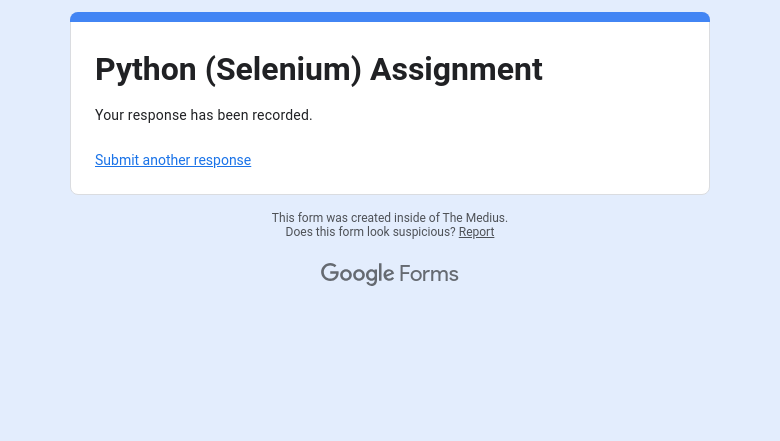 Python (Selenium) Assignment
Your response has been recorded.
Submit another response
This form was created inside of The Medius.
Does this form look suspicious? Report
Google Forms